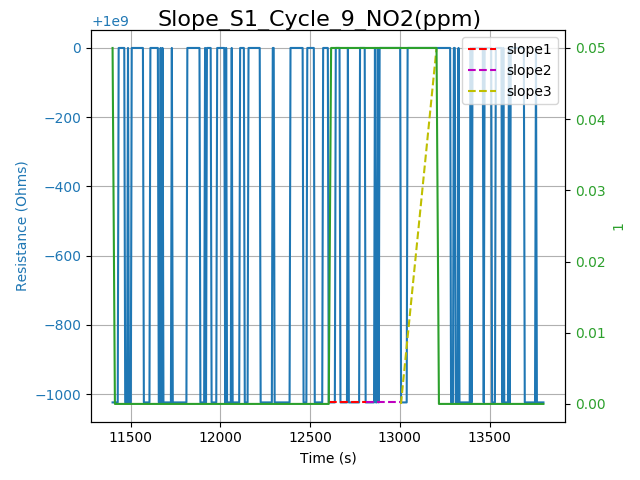 Slope_S1_Cycle_9_NO2(ppm)
+1e9
0
−200
−400
−600
−800
−1000
Resistance (Ohms)
slope1
slope2
slope3
0.05
0.04
0.03
0.02
0.01
0.00
1
11500 12000 12500 13000 13500
Time (s)